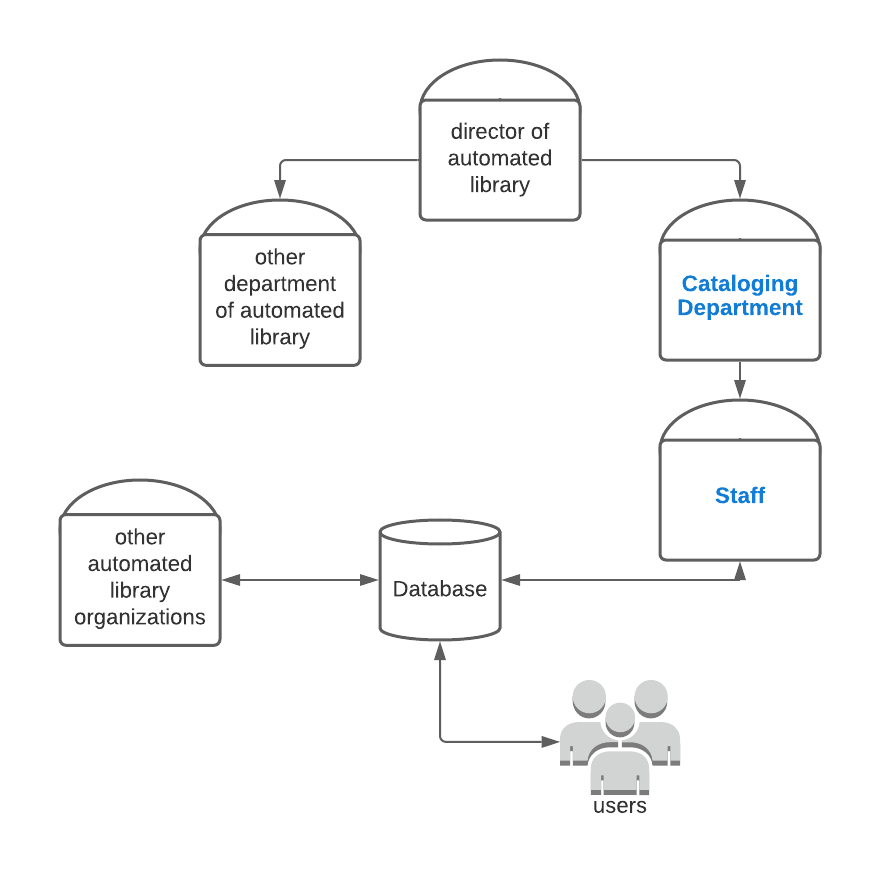 director of
automated
library
other
department
of automated
library
Cataloging
Department
Staff
other
automated
library
organizations
Database
users